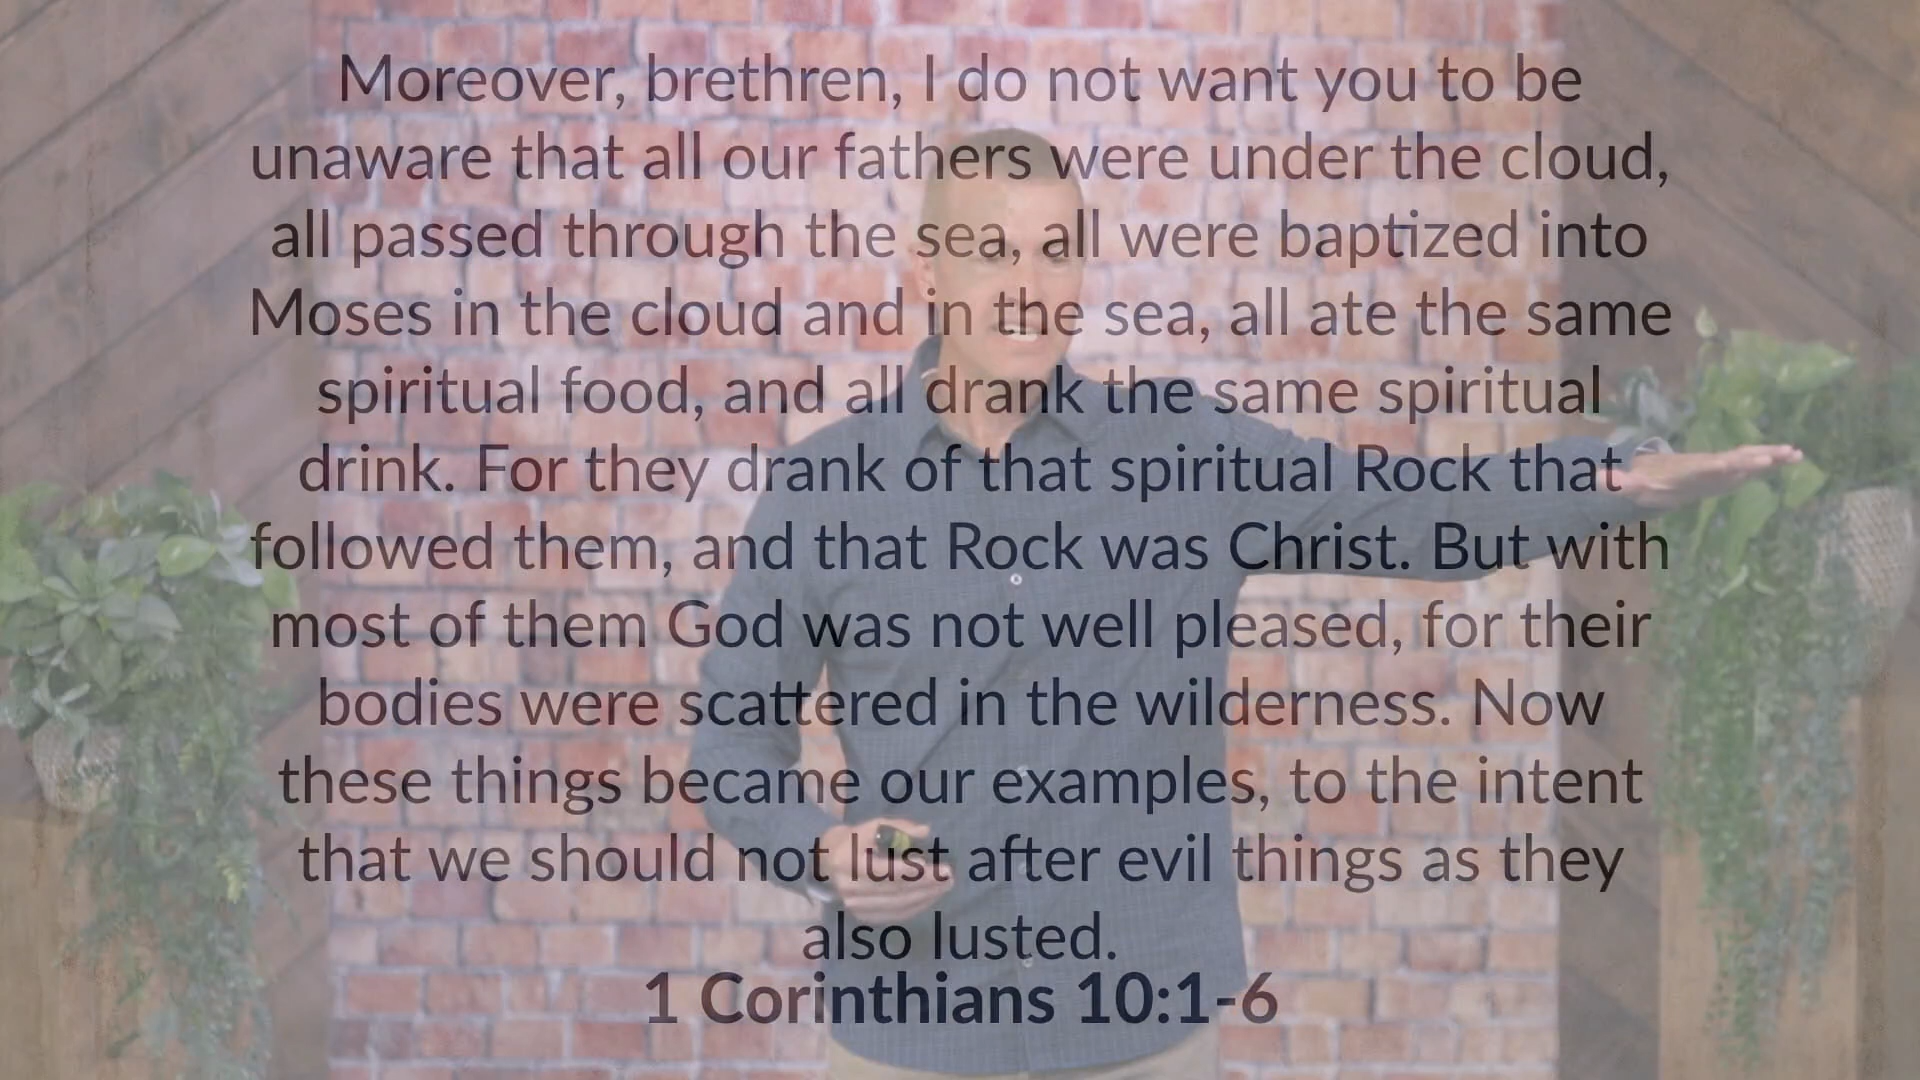 Moreover, brethren, I do not want you to be
unaware that all our fathers were under the cloud,
all passed through the sea, all were baptized into
Moses in the cloud and in the sea, all ate the same
spiritual food, and all drank the same spiritual
drink. For they drank of that spiritual Rock that
followed them, and that Rock was Christ. But with
most of them God was not well pleased, for their
bodies were scattered in the wilderness. Now
these things became our examples, to the intent
that we should not lust after evil things as they
also lusted.
1 Corinthians 10:1-6